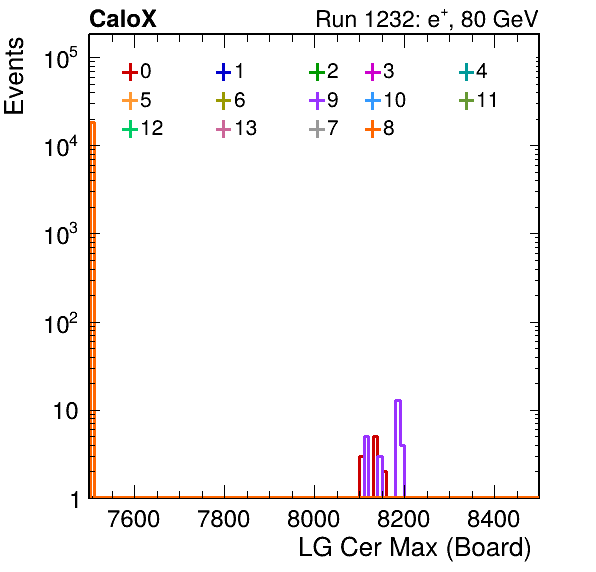 CaloX Run 1232: e⁺, 80 GeV
Events
0 1 2 3 4
5 6 9 10 11
12 13 7 8
10⁵
10⁴
10³
10²
10
1
7600 7800 8000 8200 8400
LG Cer Max (Board)